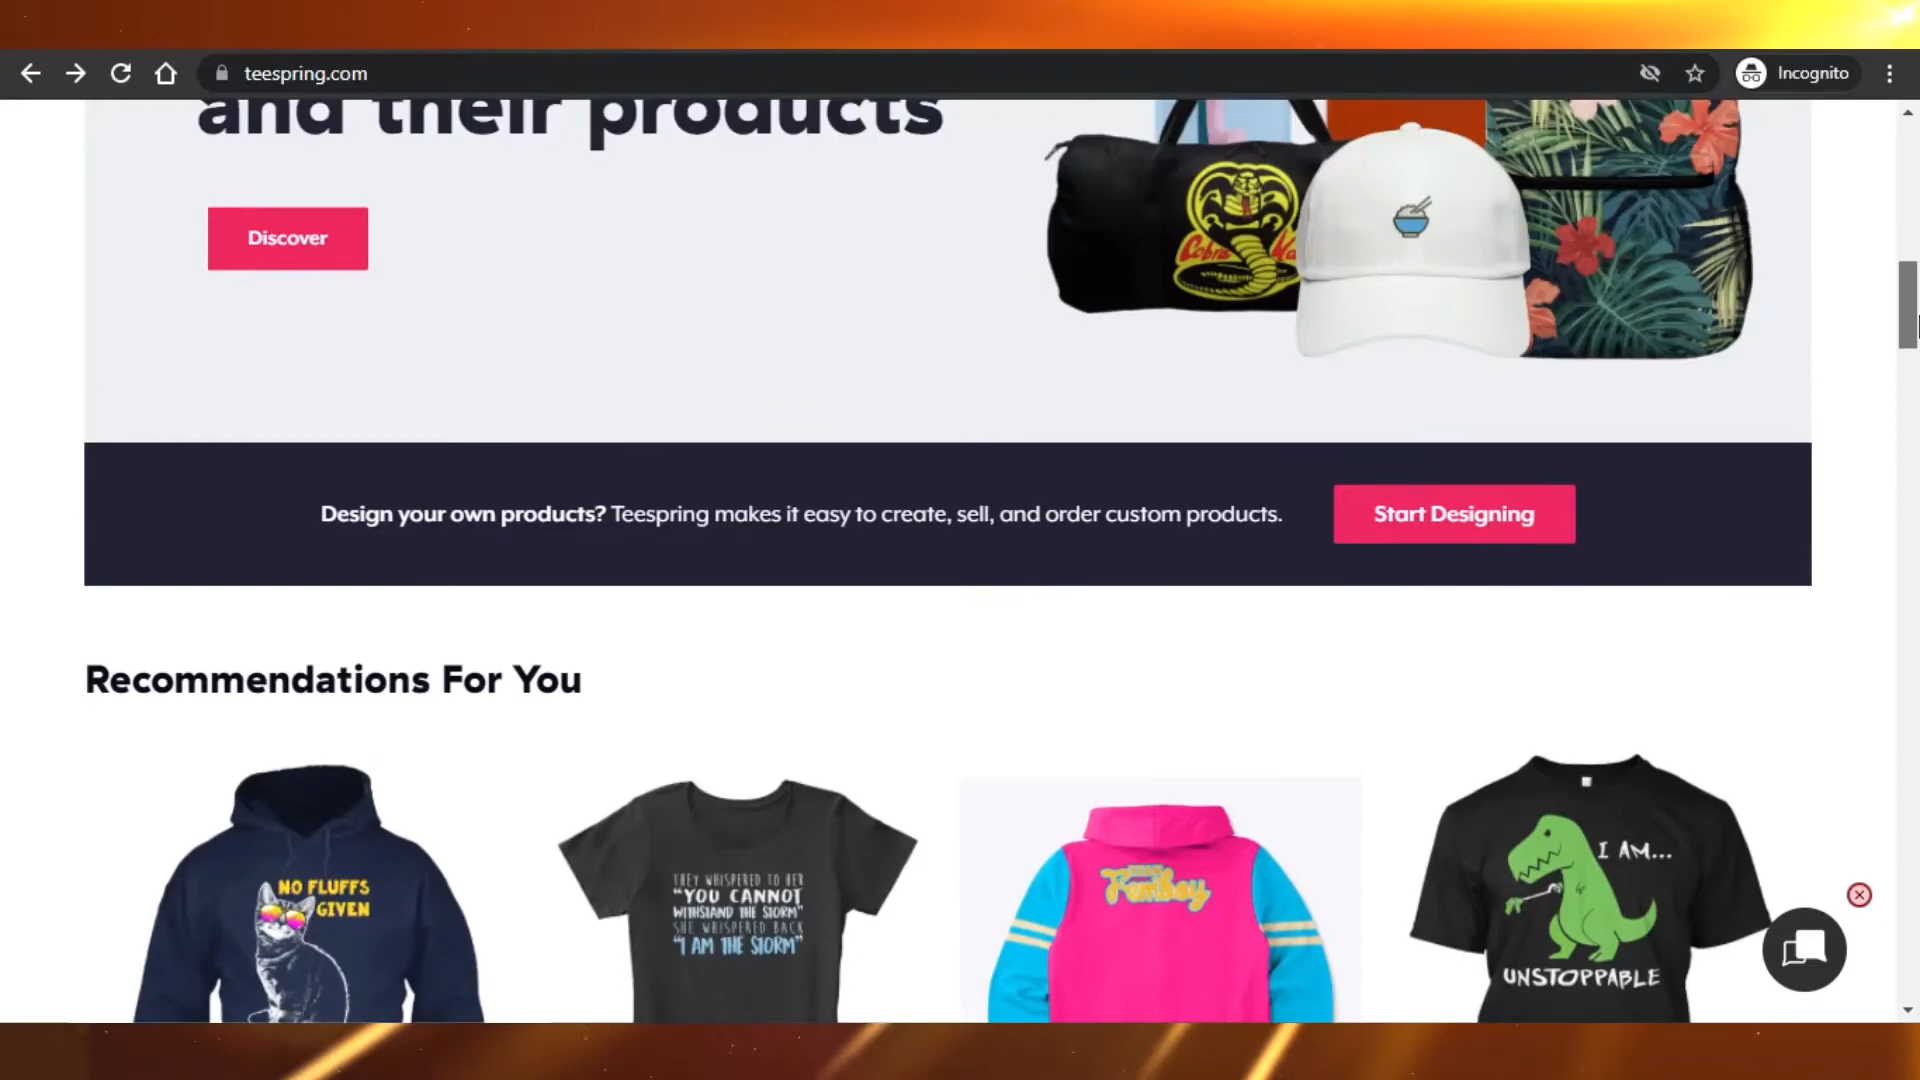 teespring.com
Incognito
and their products
Discover
Design your own products? Teespring makes it easy to create, sell, and order custom products.
Start Designing
Recommendations For You
NO FLUFFS
GIVEN
THEY WHISPERED TO HER
"YOU CANNOT
WITHSTAND THE STORM"
SHE WHISPERED BACK
"I AM THE STORM"
Fanboy
I AM...
UNSTOPPABLE
Cobra